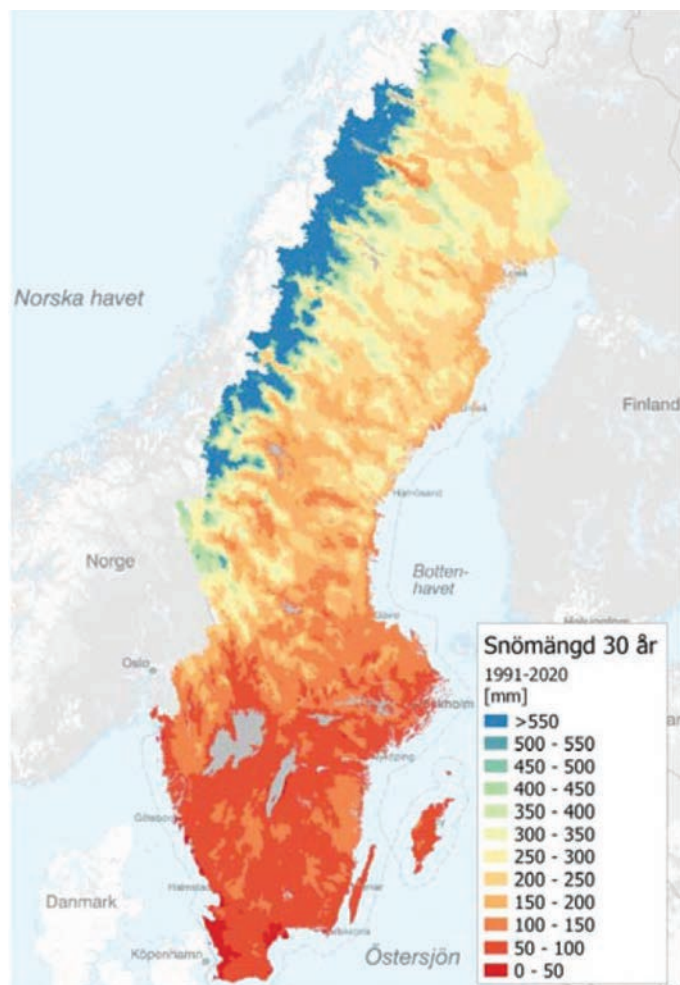 Norska havet
Finland
Norge
Botten-
havet
Oslo
Göteborg
Halmstad
Danmark
Köpenhamn
Östersjön
Snömängd 30 år
1991-2020
[mm]
>550
500 - 550
450 - 500
400 - 450
350 - 400
300 - 350
250 - 300
200 - 250
150 - 200
100 - 150
50 - 100
0 - 50